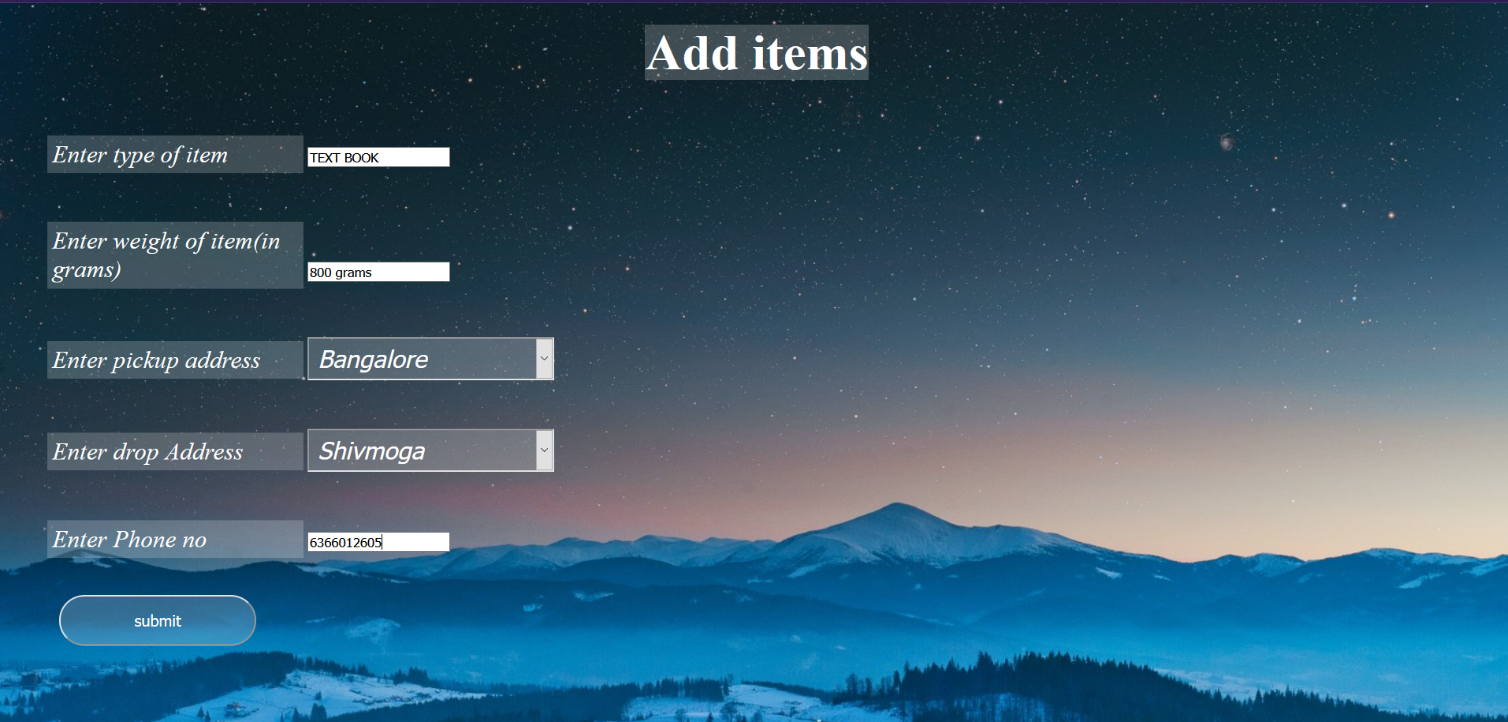 Add items
Enter type of item TEXT BOOK
Enter weight of item(in
grams) 800 grams
Enter pickup address Bangalore
Enter drop Address Shivmoga
Enter Phone no 6366012605
submit